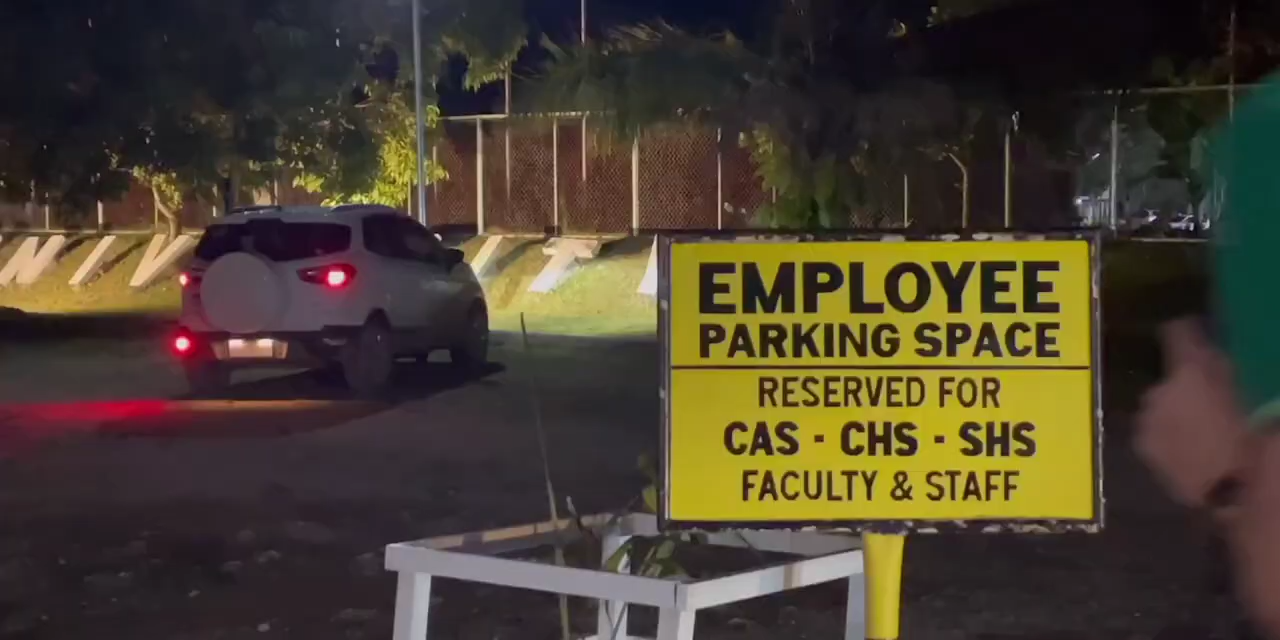 EMPLOYEE
PARKING SPACE
RESERVED FOR
CAS - CHS - SHS
FACULTY & STAFF